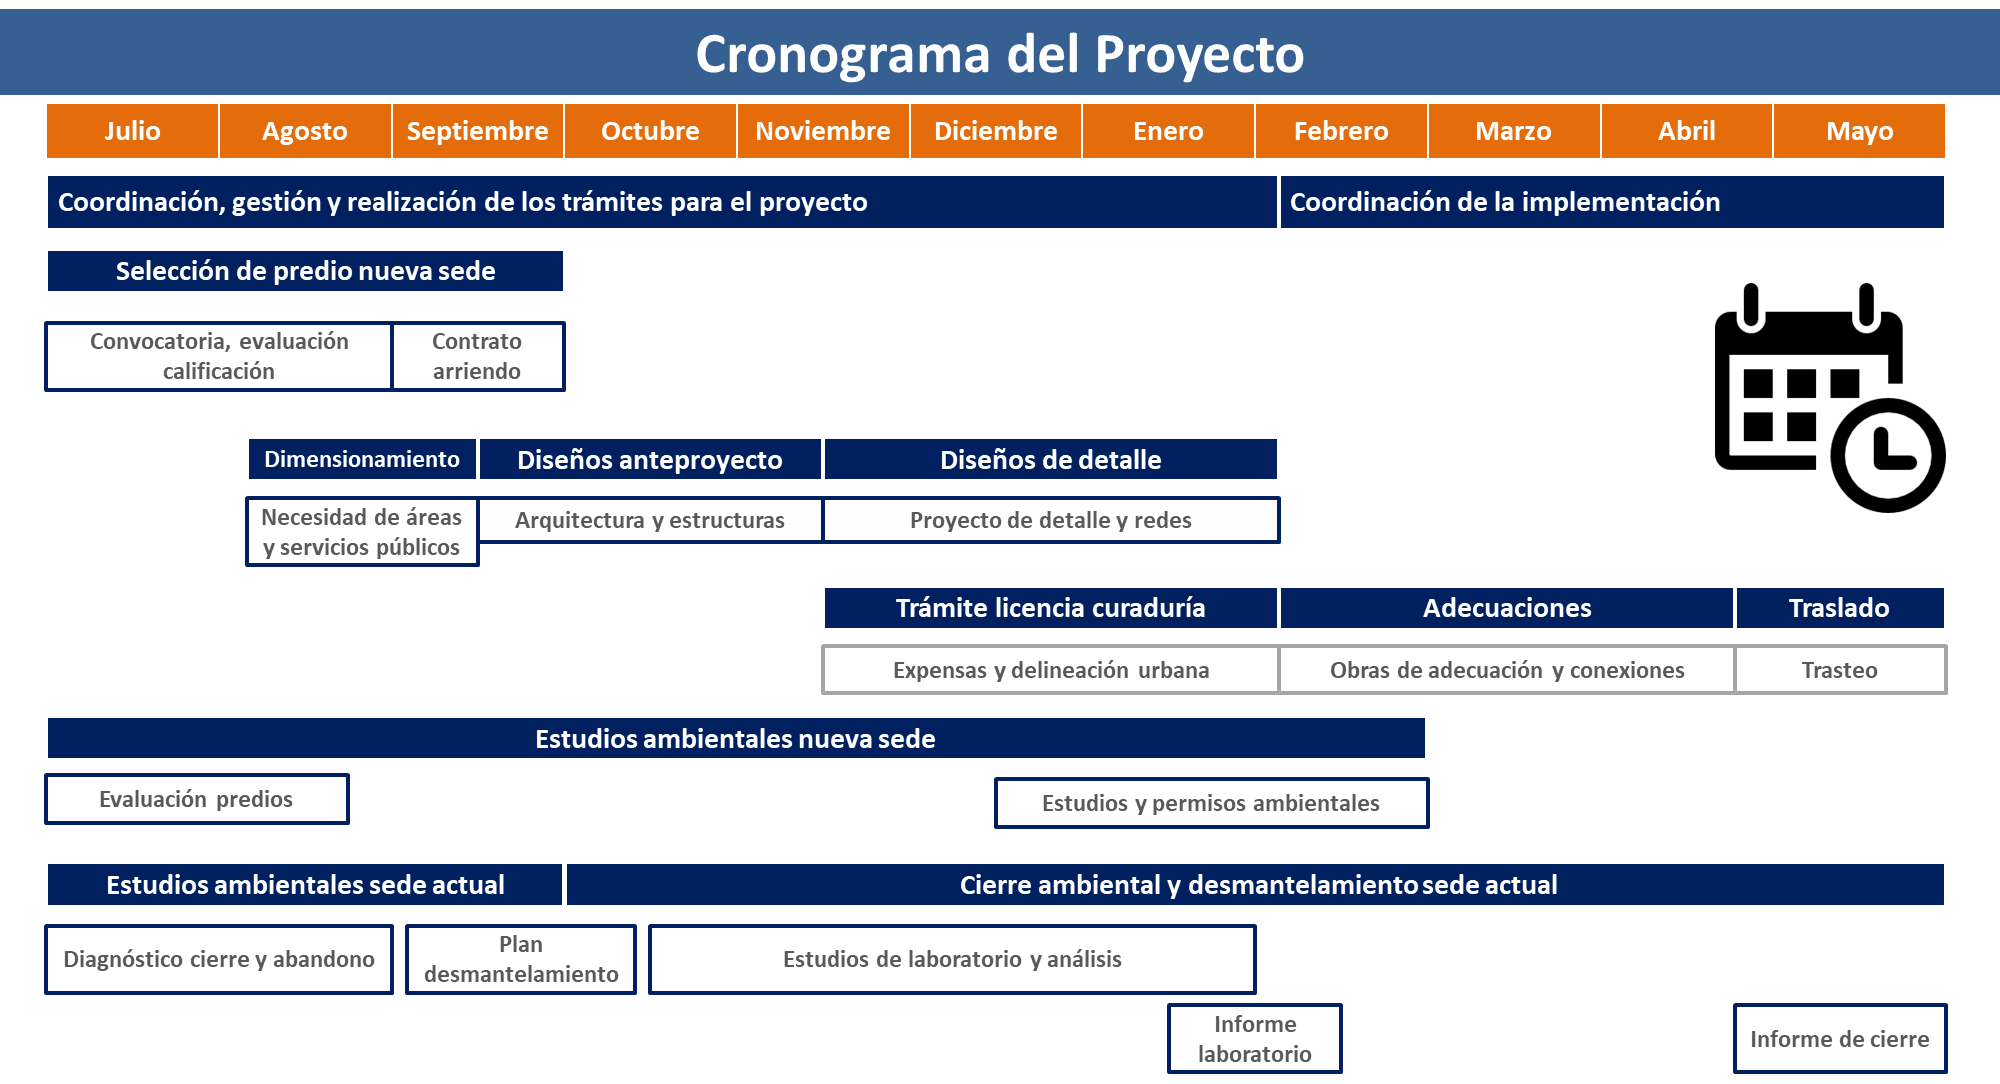 Cronograma del Proyecto
Julio
Agosto
Septiembre
Octubre
Noviembre
Diciembre
Enero
Febrero
Marzo
Abril
Mayo
Coordinación, gestión y realización de los trámites para el proyecto
Coordinación de la implementación
Selección de predio nueva sede
Convocatoria, evaluación
calificación
Contrato
arriendo
Dimensionamiento
Diseños anteproyecto
Diseños de detalle
Necesidad de áreas
y servicios públicos
Arquitectura y estructuras
Proyecto de detalle y redes
Trámite licencia curaduría
Adecuaciones
Traslado
Expensas y delineación urbana
Obras de adecuación y conexiones
Trasteo
Estudios ambientales nueva sede
Evaluación predios
Estudios y permisos ambientales
Estudios ambientales sede actual
Cierre ambiental y desmantelamiento sede actual
Diagnóstico cierre y abandono
Plan
desmantelamiento
Estudios de laboratorio y análisis
Informe
laboratorio
Informe de cierre